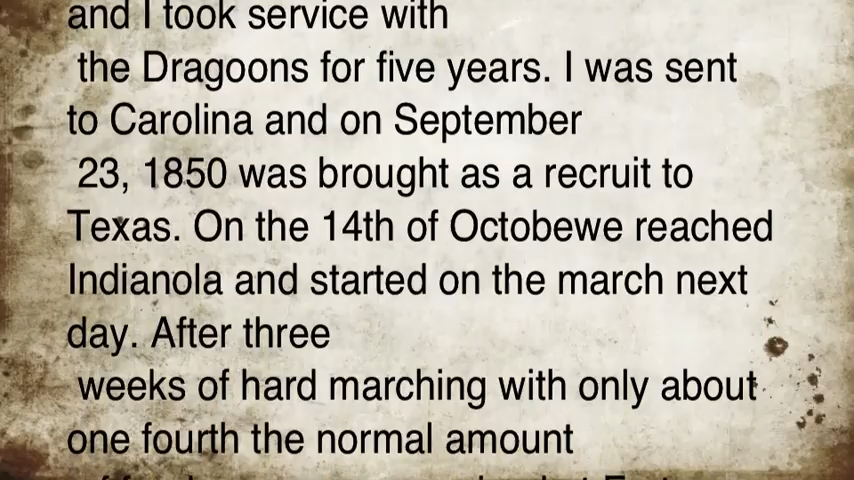 and I took service with
the Dragoons for five years. I was sent
to Carolina and on September
23, 1850 was brought as a recruit to
Texas. On the 14th of Octobewe reached
Indianola and started on the march next
day. After three
weeks of hard marching with only about
one fourth the normal amount